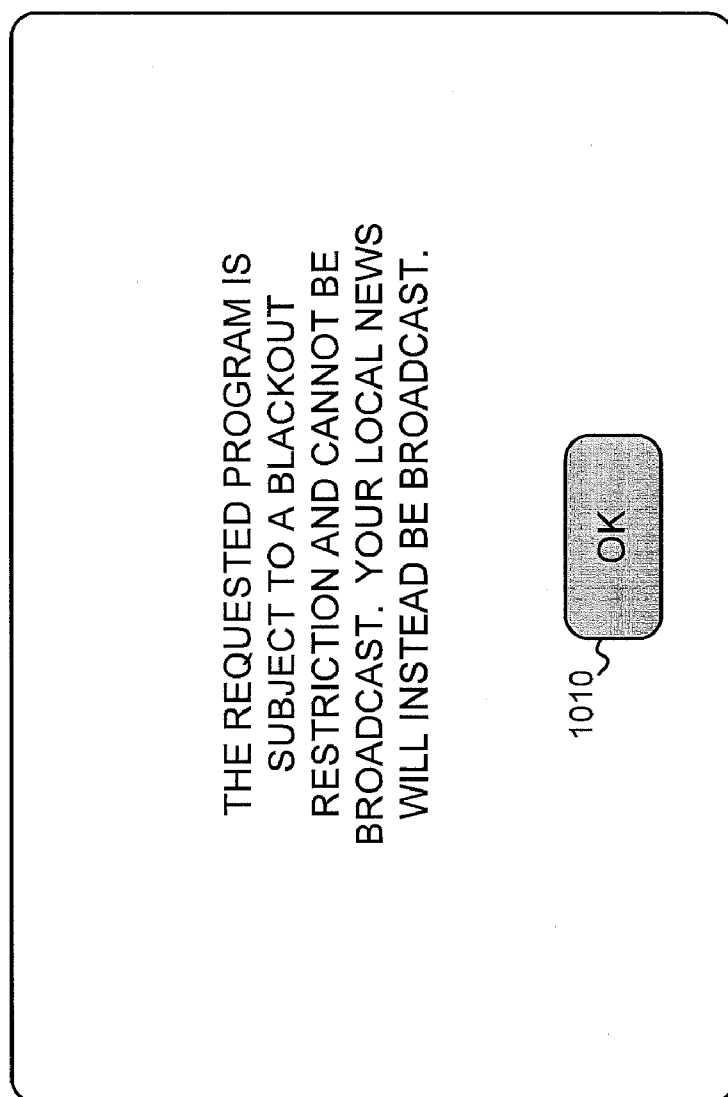 THE REQUESTED PROGRAM IS
SUBJECT TO A BLACKOUT
RESTRICTION AND CANNOT BE
BROADCAST. YOUR LOCAL NEWS
WILL INSTEAD BE BROADCAST.
1010
OK